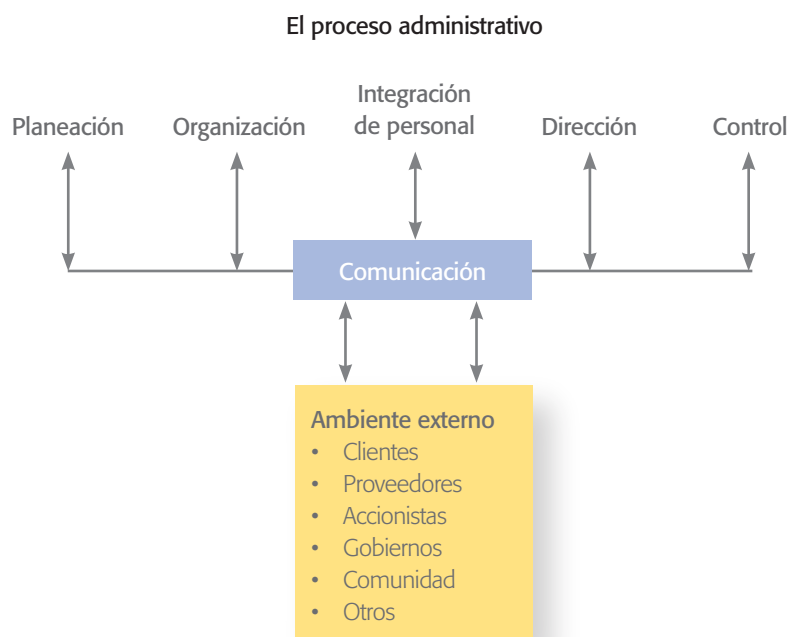 El proceso administrativo
Planeación
Organización
Integración
de personal
Dirección
Control
Comunicación
Ambiente externo
• Clientes
• Proveedores
• Accionistas
• Gobiernos
• Comunidad
• Otros